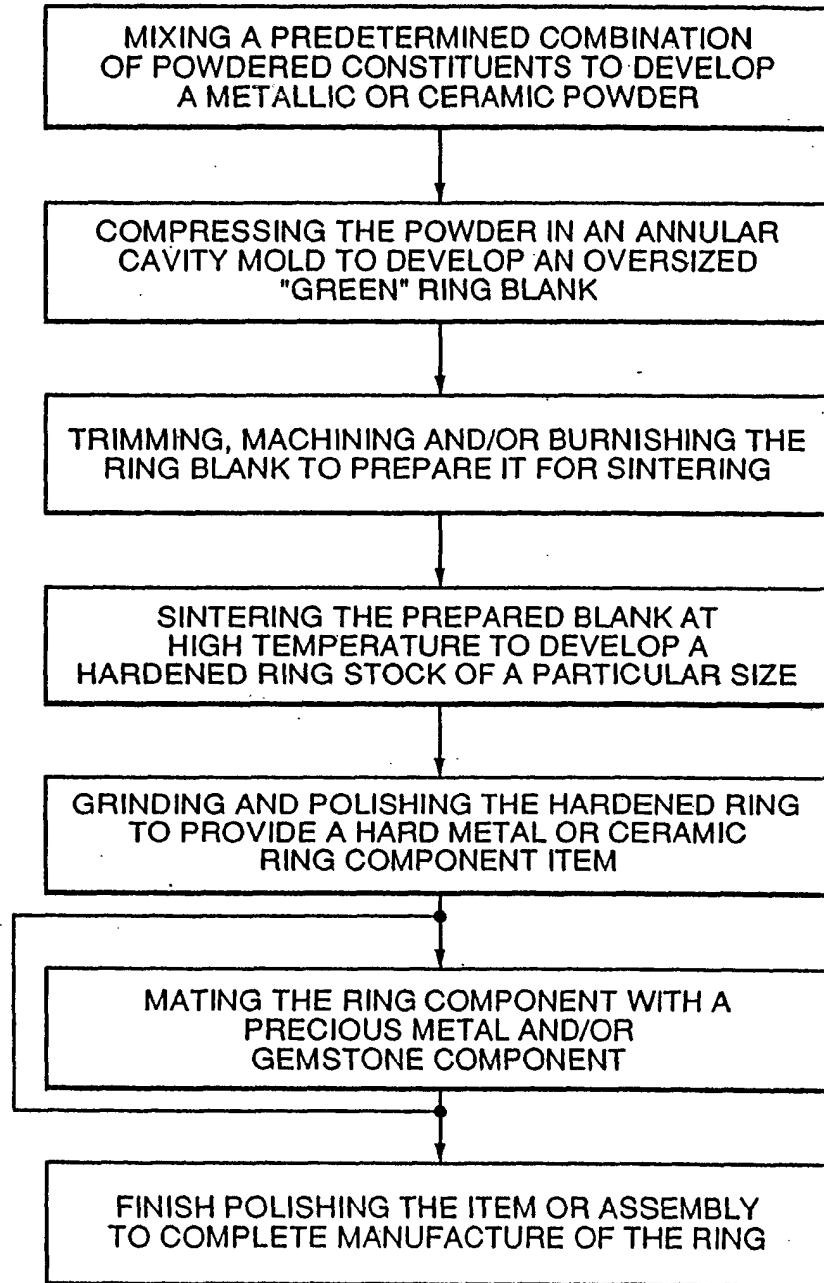 MIXING A PREDETERMINED COMBINATION
OF POWDERED CONSTITUENTS TO DEVELOP
A METALLIC OR CERAMIC POWDER
COMPRESSING THE POWDER IN AN ANNULAR
CAVITY MOLD TO DEVELOP AN OVERSIZED
"GREEN" RING BLANK
TRIMMING, MACHINING AND/OR BURNISHING THE
RING BLANK TO PREPARE IT FOR SINTERING
SINTERING THE PREPARED BLANK AT
HIGH TEMPERATURE TO DEVELOP A
HARDENED RING STOCK OF A PARTICULAR SIZE
GRINDING AND POLISHING THE HARDENED RING
TO PROVIDE A HARD METAL OR CERAMIC
RING COMPONENT ITEM
MATING THE RING COMPONENT WITH A
PRECIOUS METAL AND/OR
GEMSTONE COMPONENT
FINISH POLISHING THE ITEM OR ASSEMBLY
TO COMPLETE MANUFACTURE OF THE RING